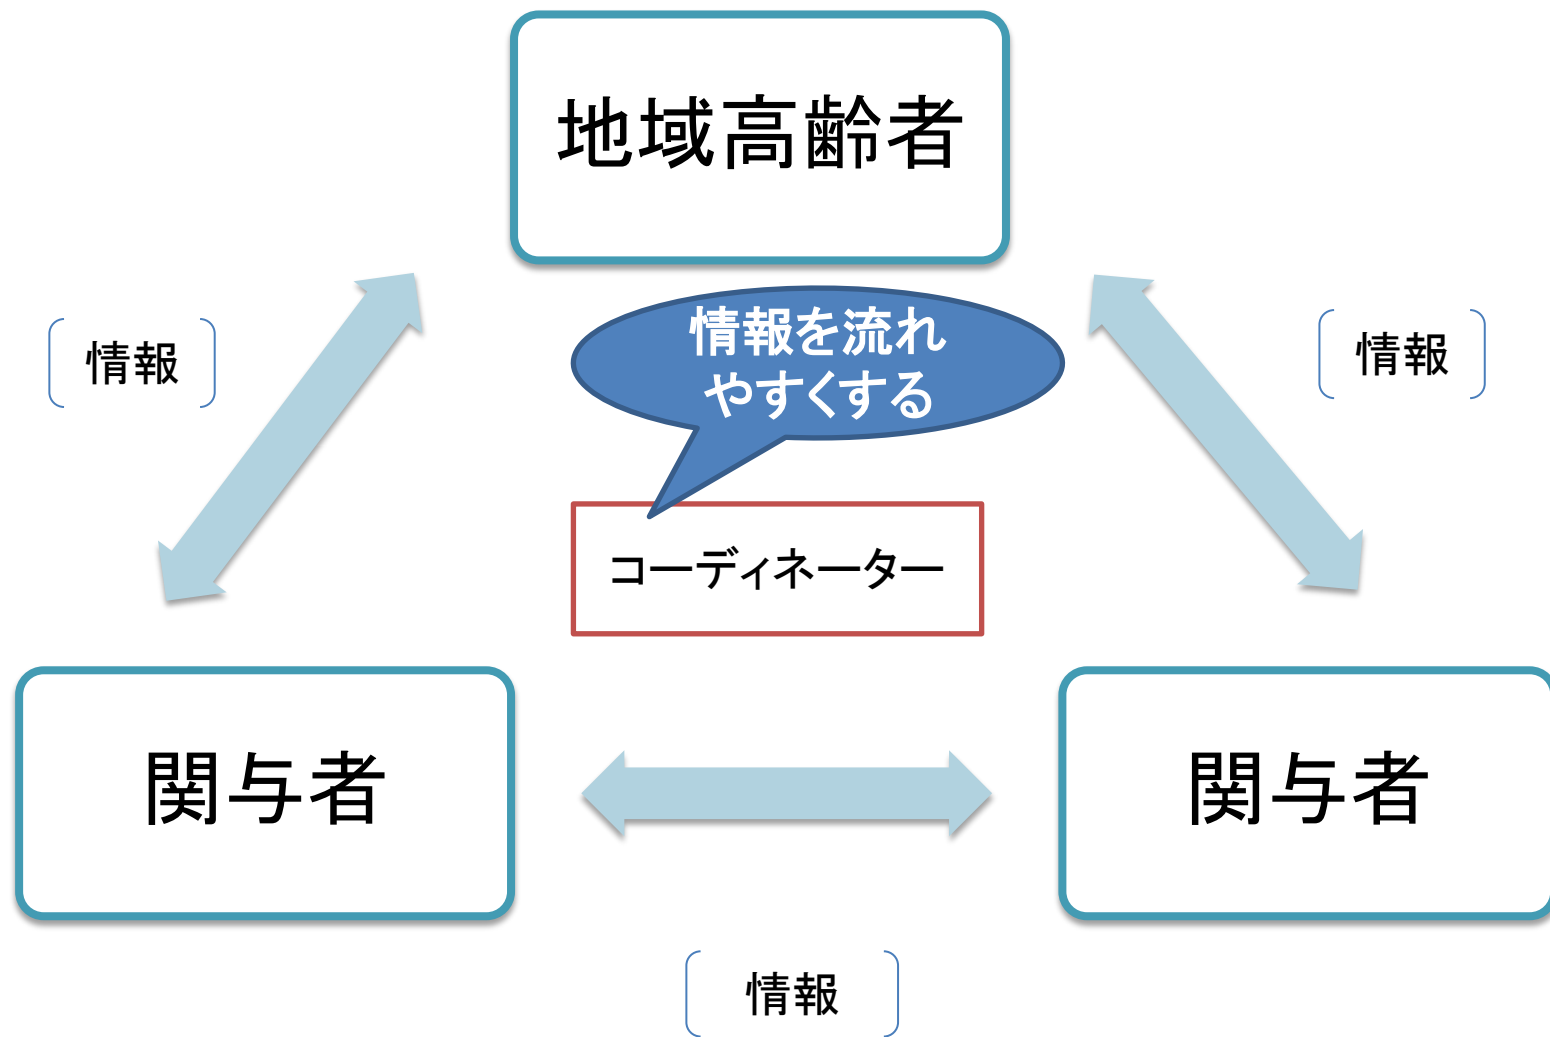 地域高齢者
情報を流れ
やすくする
情報
情報
コーディネーター
関与者
関与者
情報